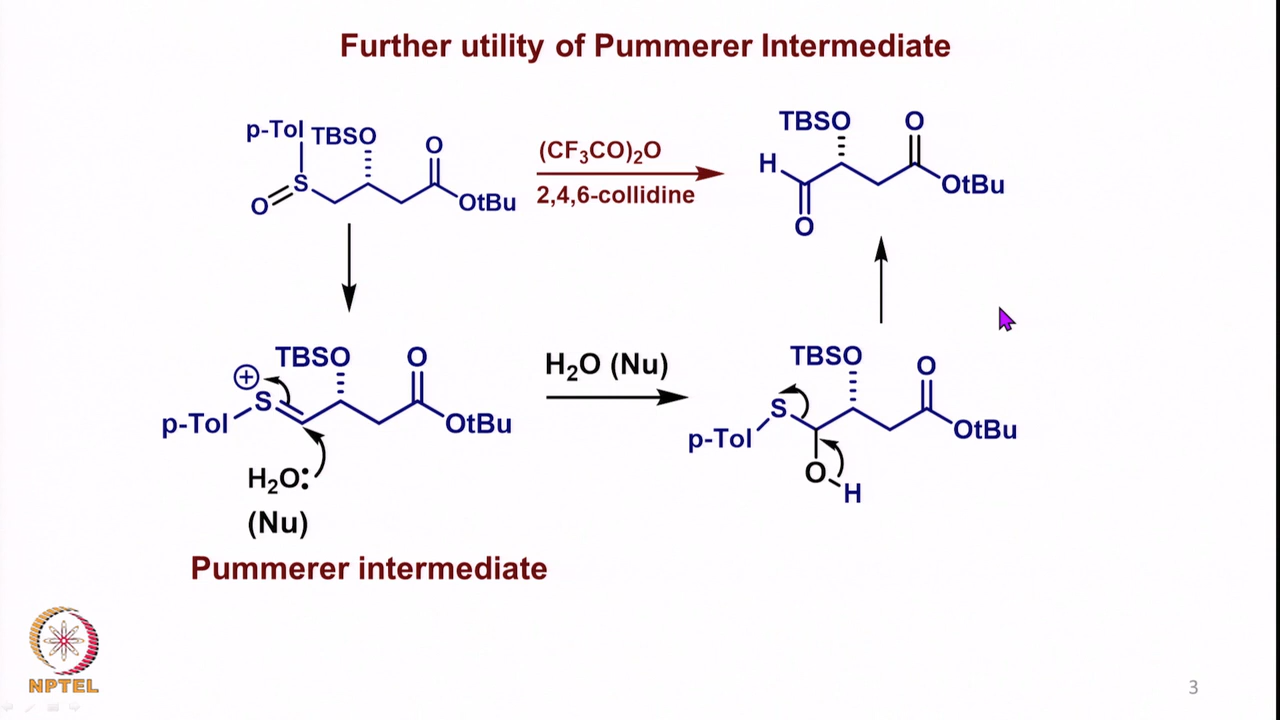 Further utility of Pummerer Intermediate
p-Tol TBSO O
S
O
OtBu
(CF₃CO)₂O
2,4,6-collidine
TBSO O
H
OtBu
O
⊕ TBSO O
S
p-Tol
OtBu
H₂O:
(Nu)
H₂O (Nu)
TBSO O
S
p-Tol
OtBu
O
H
Pummerer intermediate
NPTEL
3